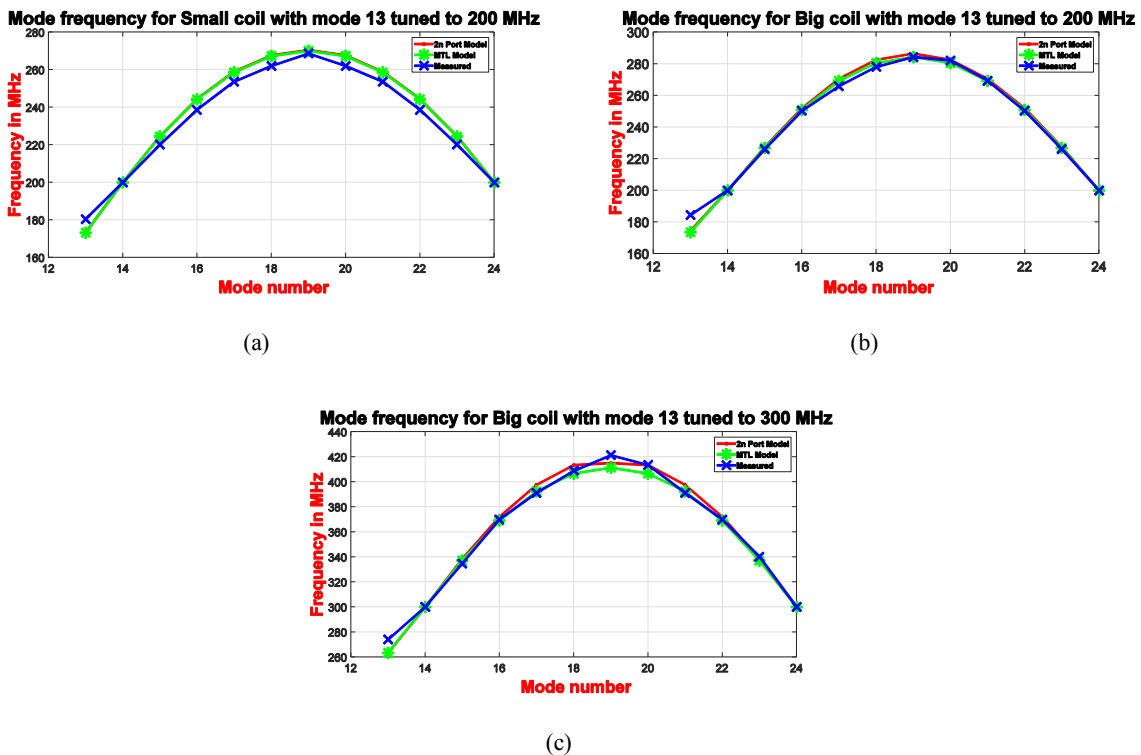 Mode frequency for Small coil with mode 13 tuned to 200 MHz
280
260
240
220
200
180
160
Frequency in MHz
2n Port Model
MTL Model
Measured
12 14 16 18 20 22 24
Mode number
(a)
Mode frequency for Big coil with mode 13 tuned to 200 MHz
300
280
260
240
220
200
180
160
Frequency in MHz
2n Port Model
MTL Model
Measured
12 14 16 18 20 22 24
Mode number
(b)
Mode frequency for Big coil with mode 13 tuned to 300 MHz
440
420
400
380
360
340
320
300
280
260
Frequency in MHz
2n Port Model
MTL Model
Measured
12 14 16 18 20 22 24
Mode number
(c)